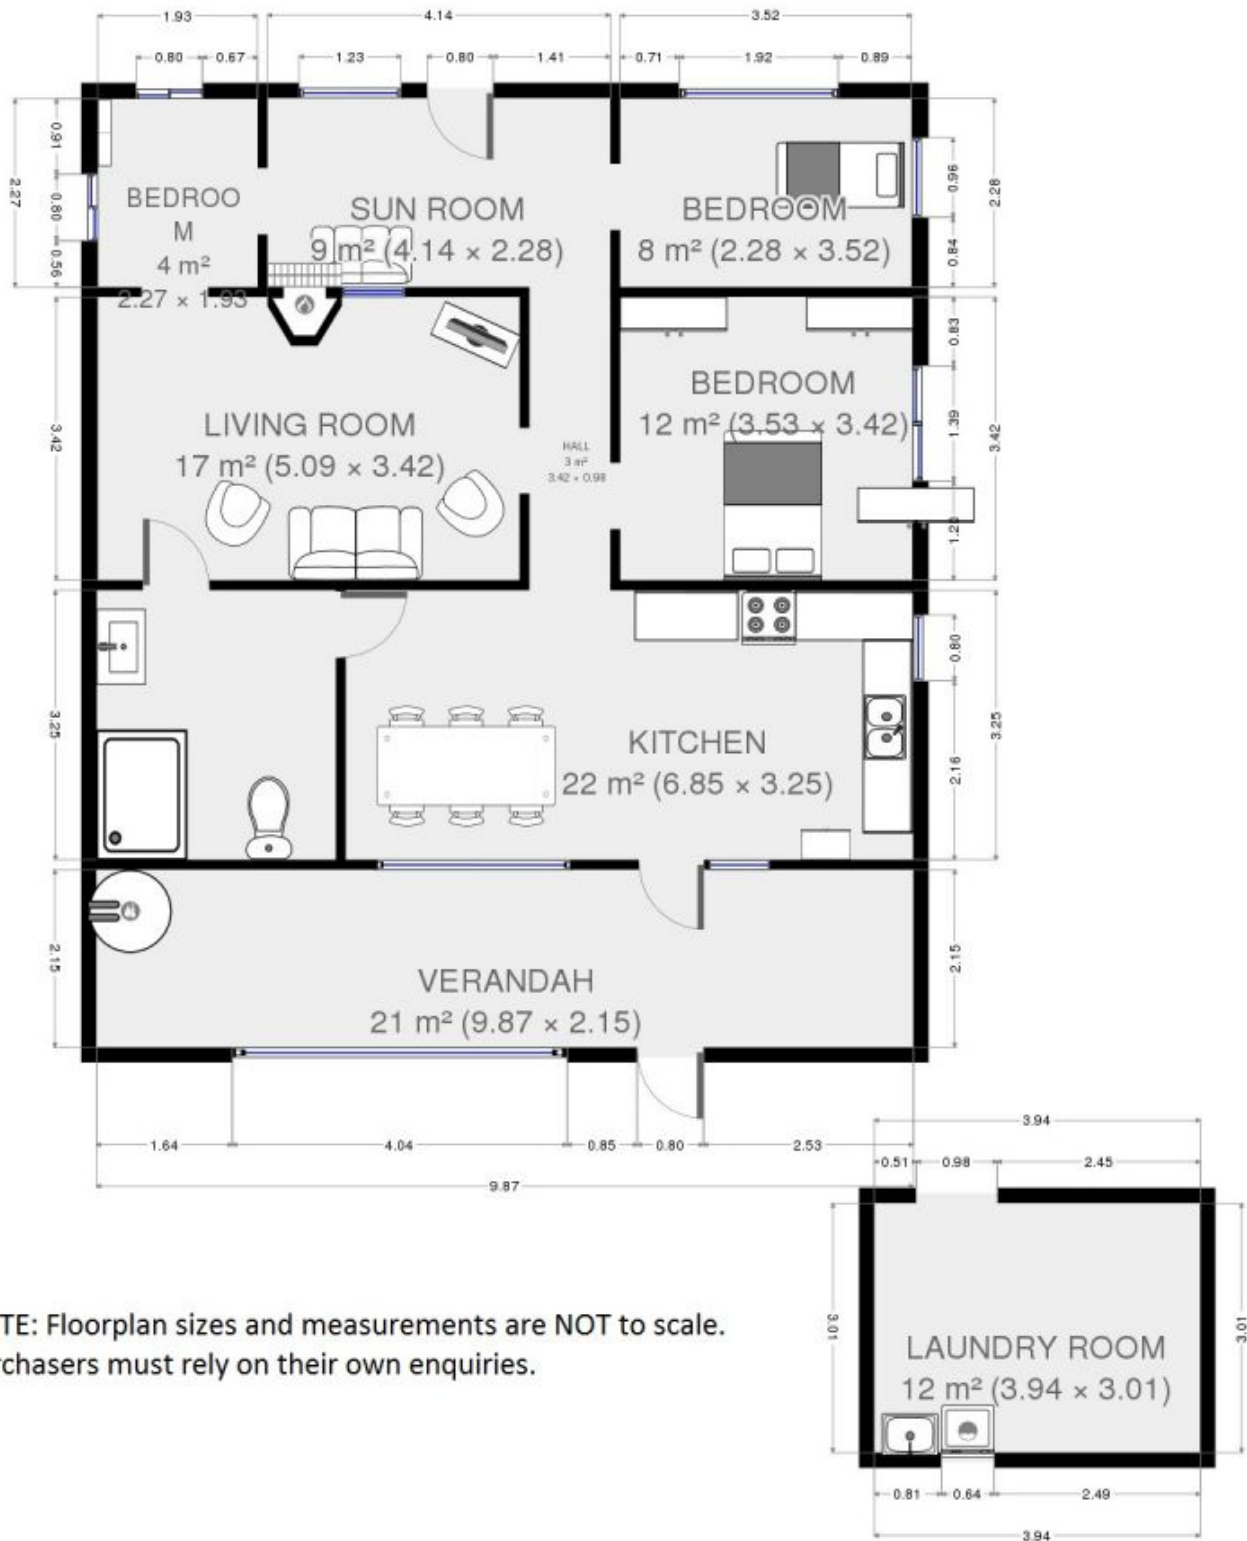 1.93
4.14
3.52
0.80 0.67
1.23
0.80
1.41
0.71
1.92
0.89
0.91
0.80
0.56
2.27
BEDROO
M
4 m²
2.27 × 1.93
SUN ROOM
9 m² (4.14 × 2.28)
BEDROOM
8 m² (2.28 × 3.52)
0.96
0.84
2.28
LIVING ROOM
17 m² (5.09 × 3.42)
3.42
HALL
3 m²
3.42 × 0.98
BEDROOM
12 m² (3.53 × 3.42)
0.83
1.39
1.20
3.42
3.25
KITCHEN
22 m² (6.85 × 3.25)
0.80
2.16
3.25
2.15
VERANDAH
21 m² (9.87 × 2.15)
2.15
1.64
4.04
0.85
0.80
2.53
9.87
3.94
0.51
0.98
2.45
3.01
LAUNDRY ROOM
12 m² (3.94 × 3.01)
3.01
0.81
0.64
2.49
3.94
TE: Floorplan sizes and measurements are NOT to scale.
rchasers must rely on their own enquiries.